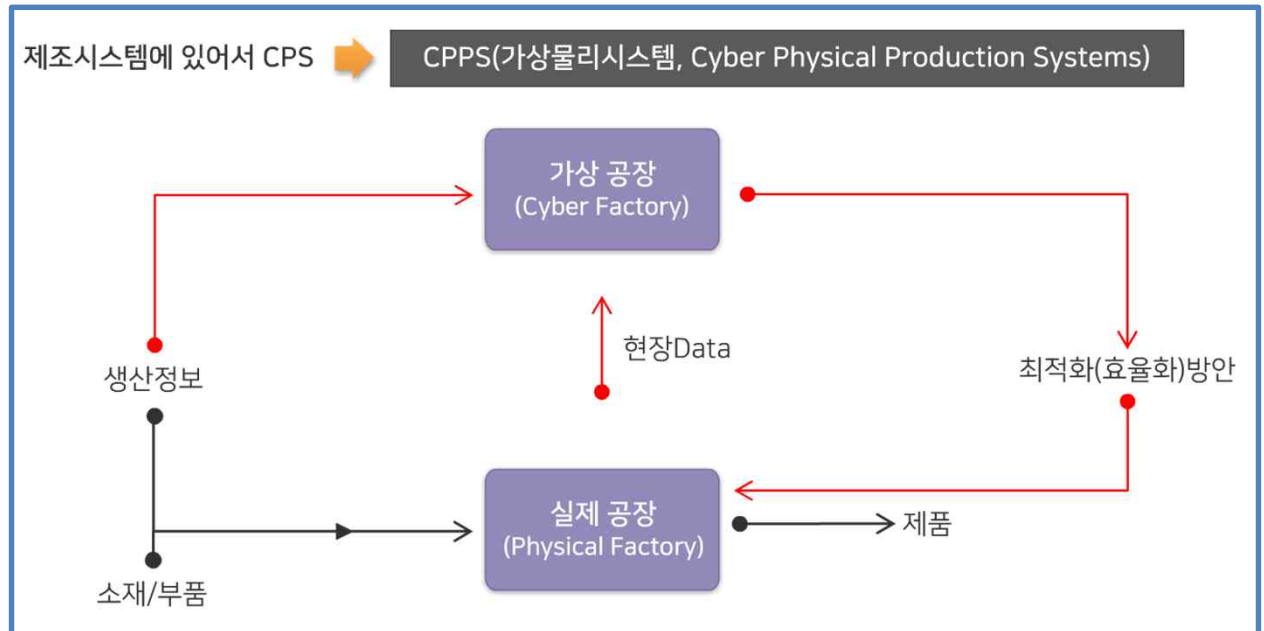 제조시스템에 있어서 CPS
CPPS(가상물리시스템, Cyber Physical Production Systems)
가상 공장
(Cyber Factory)
현장Data
생산정보
최적화(효율화)방안
실제 공장
(Physical Factory)
제품
소재/부품